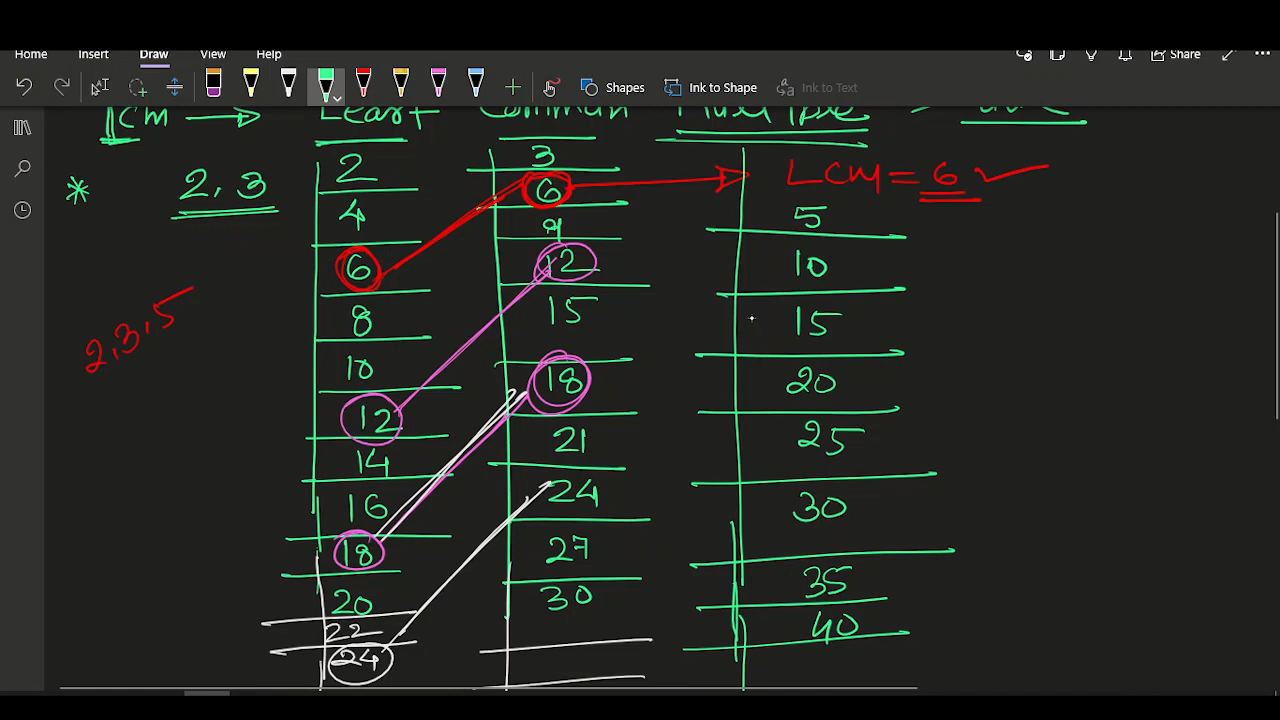 Home Insert Draw View Help Share
Shapes Ink to Shape Ink to Text
LCM → Least Common Multiple
* 2, 3
2 3 LCM = 6 ✓
4 6 5
6 9 10
8 12 15
10 15 20
12 18 25
14 21 30
16 24 35
18 27 40
20 30
22
24
2, 3, 5